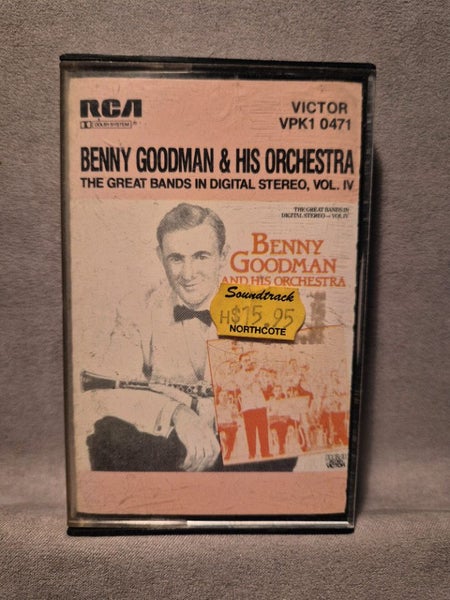 RCA
VICTOR
DOLBY SYSTEM
VPK1 0471
BENNY GOODMAN & HIS ORCHESTRA
THE GREAT BANDS IN DIGITAL STEREO, VOL. IV
THE GREAT BANDS IN
DIGITAL STEREO—VOL IV
BENNY
GOODMAN
AND HIS ORCHESTRA
Soundtrack
H$15.95
NORTHCOTE